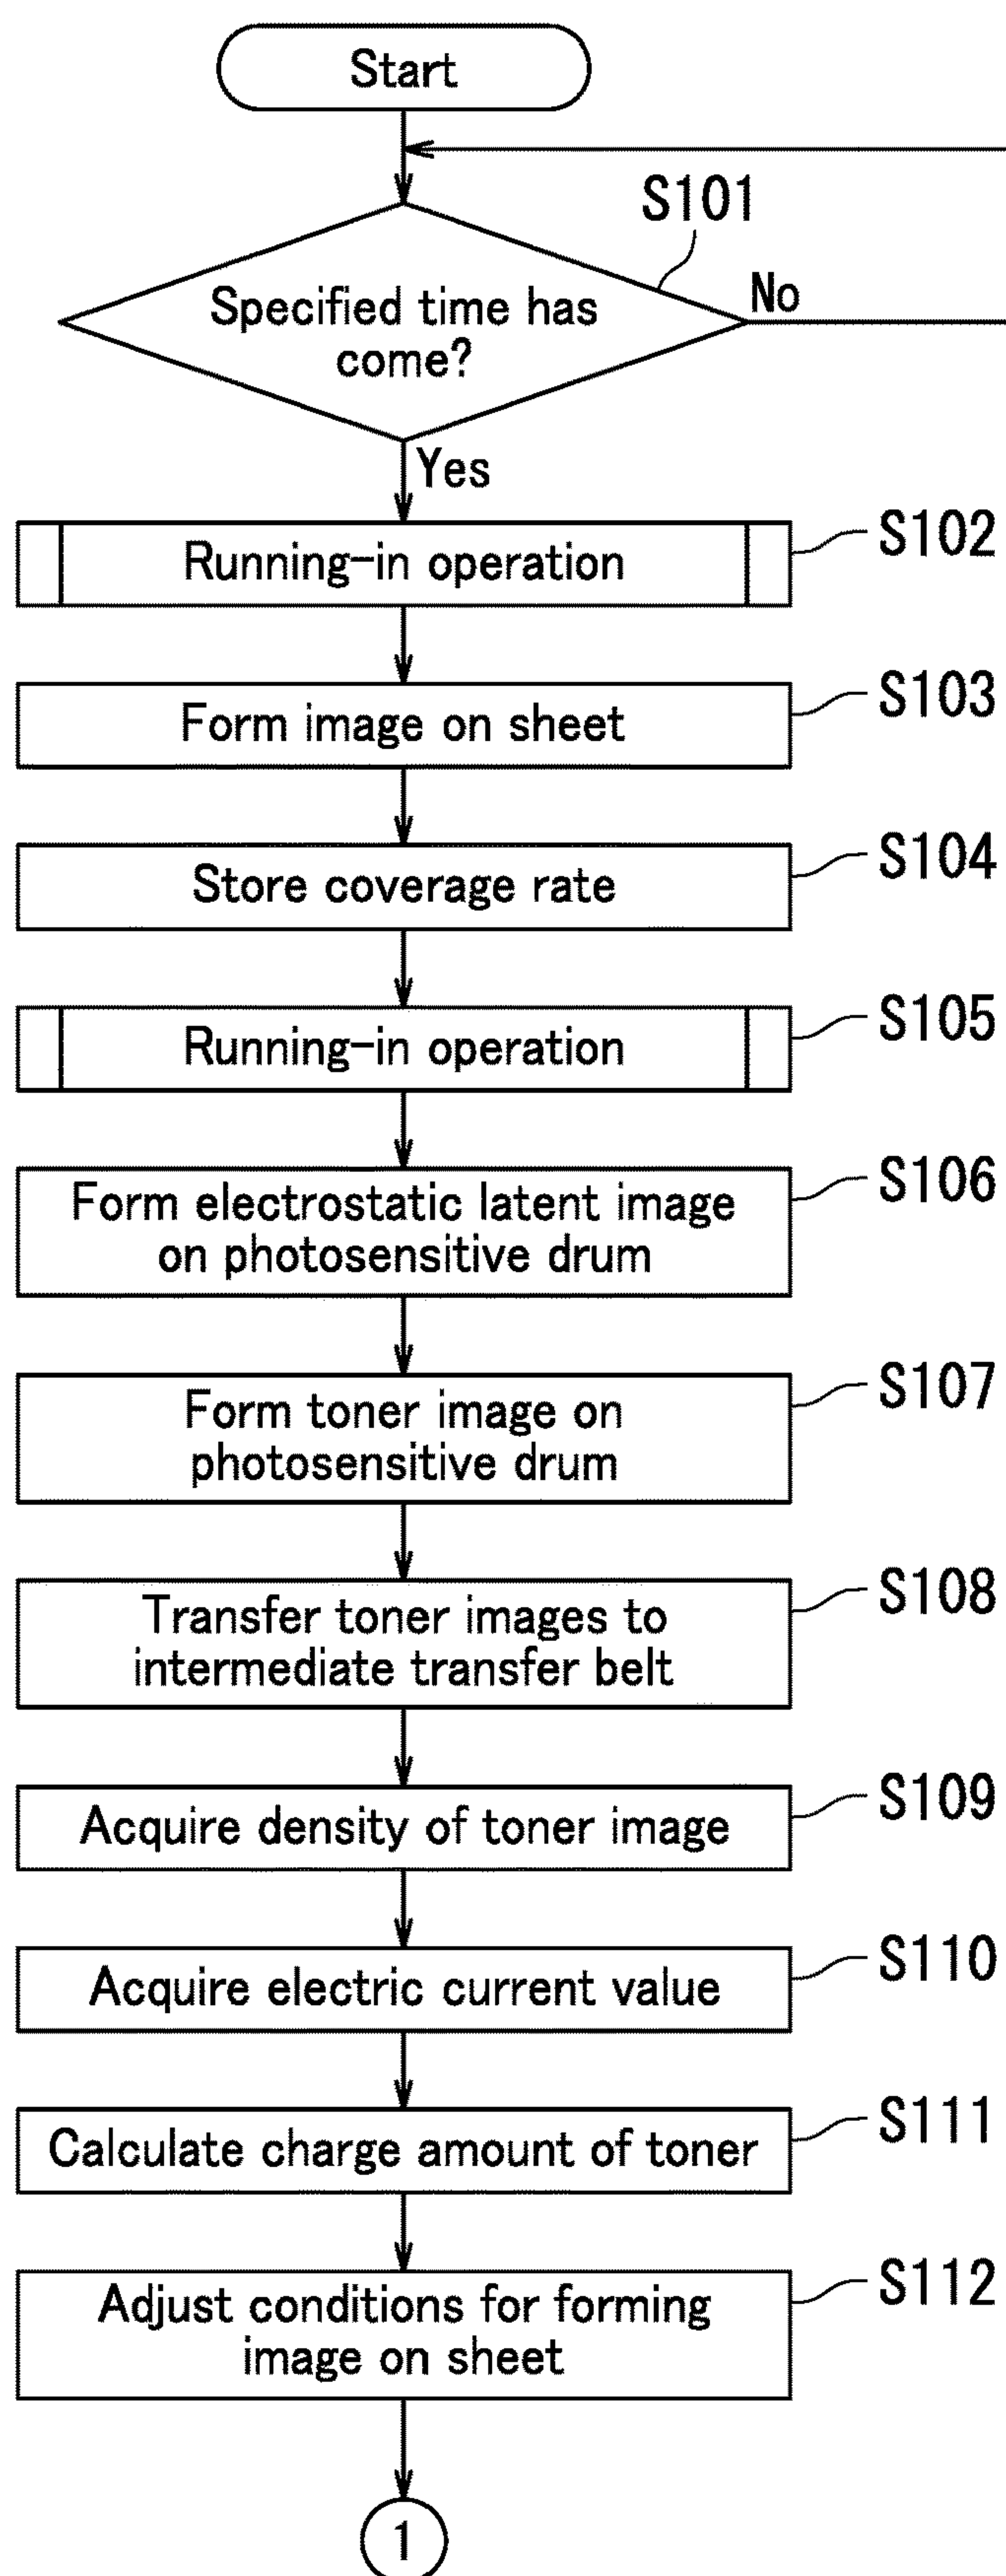 Start
S101
Specified time has
come?
No
Yes
Running-in operation
S102
Form image on sheet
S103
Store coverage rate
S104
Running-in operation
S105
Form electrostatic latent image
on photosensitive drum
S106
Form toner image on
photosensitive drum
S107
Transfer toner images to
intermediate transfer belt
S108
Acquire density of toner image
S109
Acquire electric current value
S110
Calculate charge amount of toner
S111
Adjust conditions for forming
image on sheet
S112
1